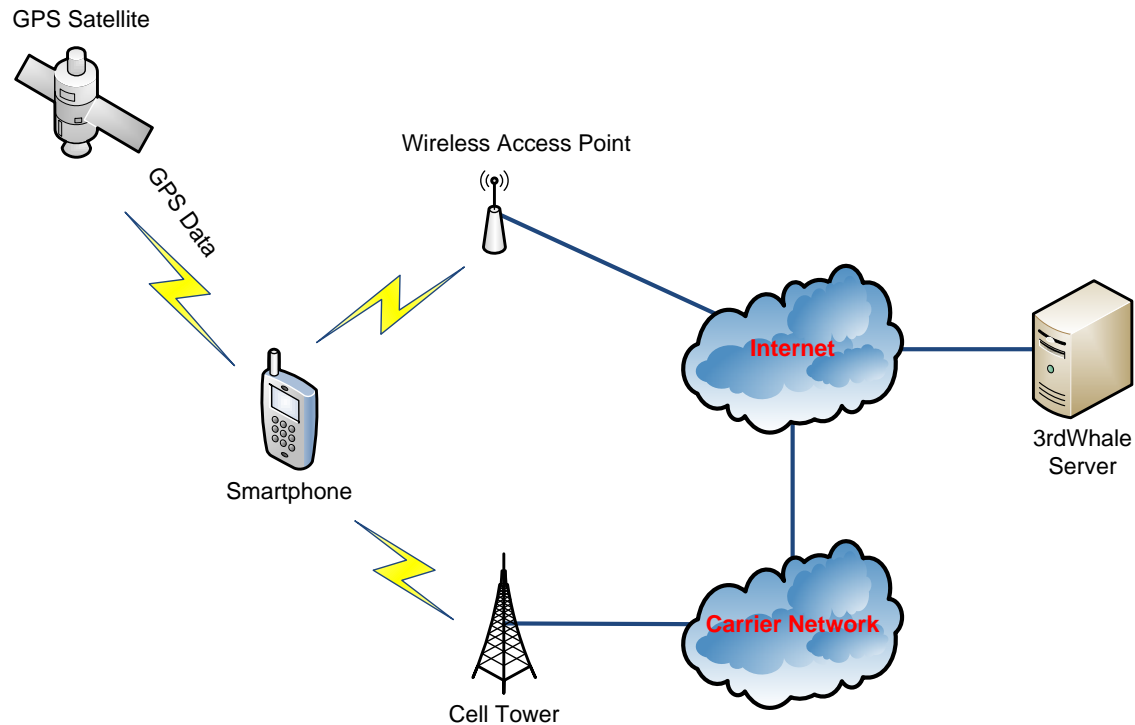 GPS Satellite
GPS Data
Wireless Access Point
Internet
3rdWhale
Server
Smartphone
Carrier Network
Cell Tower